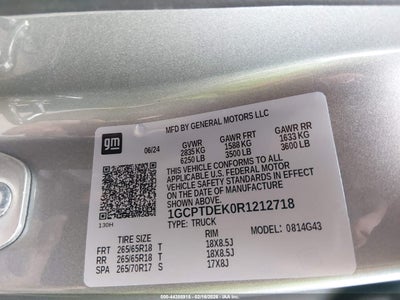 MFD BY GENERAL MOTORS LLC
gm
06/24
GVWR GAWR FRT GAWR RR
2835 KG 1588 KG 1633 KG
6250 LB 3500 LB 3600 LB
THIS VEHICLE CONFORMS TO ALL
APPLICABLE U.S. FEDERAL MOTOR
VEHICLE SAFETY STANDARDS
IN EFFECT ON THE DATE OF MANUFACTURE
SHOWN ABOVE.
1GCPTDEK0R1212718
TYPE: TRUCK MODEL: 0814G43
130H
TIRE SIZE RIM
FRT 265/65R18 T 18X8.5J
RR 265/65R18 T 18X8.5J
SPA 265/70R17 S 17X8J